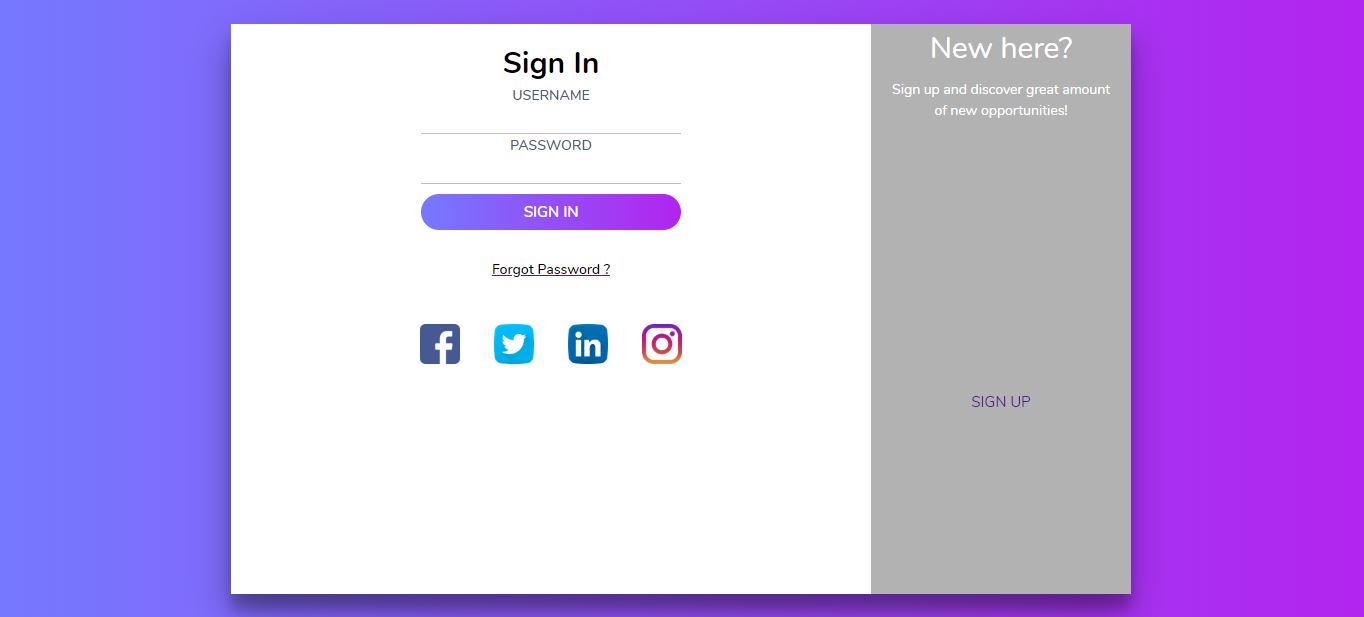 Sign In
USERNAME
PASSWORD
SIGN IN
Forgot Password ?
f
in
New here?
Sign up and discover great amount
of new opportunities!
SIGN UP